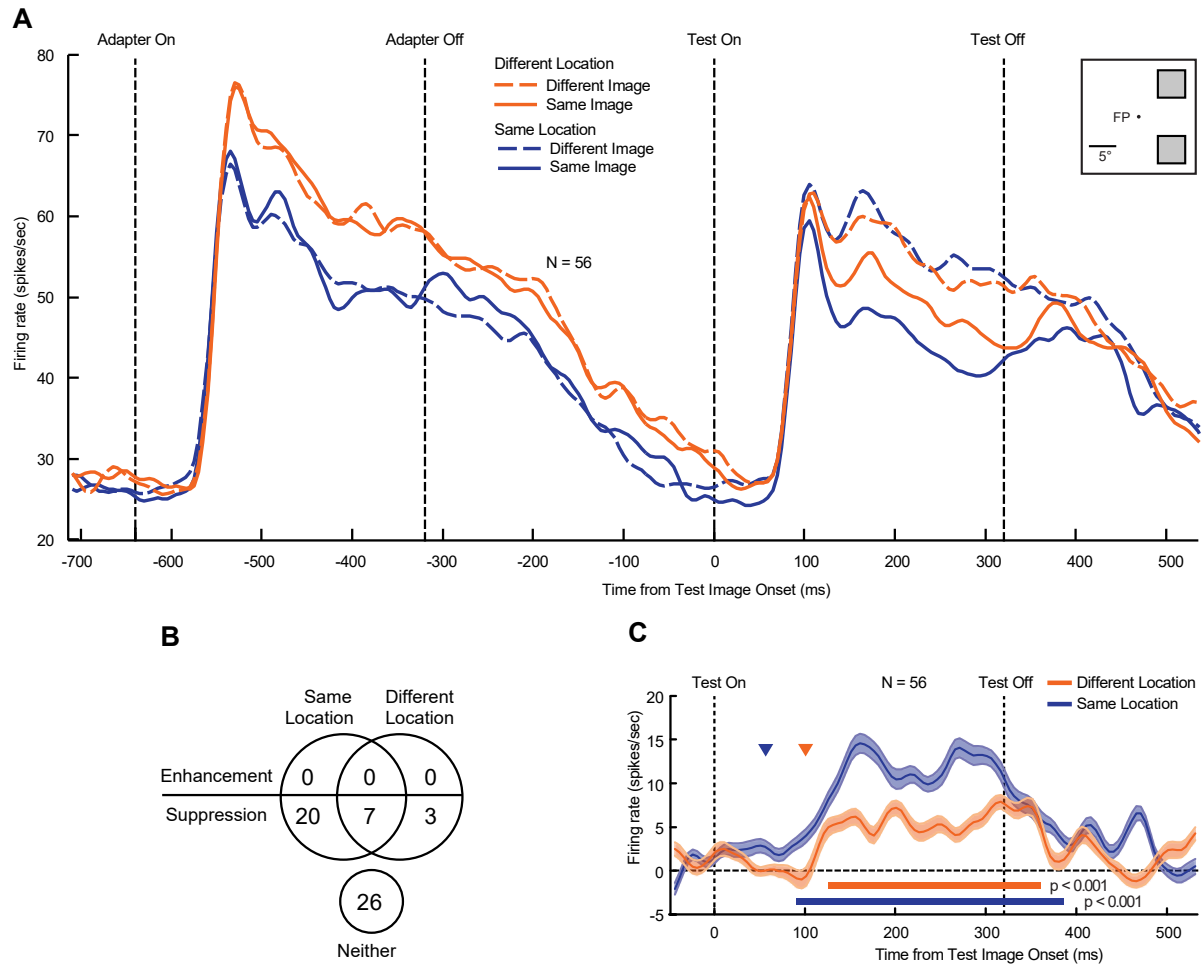 A
Adapter On
Adapter Off
Test On
Test Off
Different Location
Different Image
Same Image
Same Location
Different Image
Same Image
FP
5°
N = 56
80
70
60
50
40
30
20
Firing rate (spikes/sec)
-700 -600 -500 -400 -300 -200 -100 0 100 200 300 400 500
Time from Test Image Onset (ms)
B
Same Location
Different Location
Enhancement 0 0 0
Suppression 20 7 3
26
Neither
C
Test On
N = 56
Test Off
Different Location
Same Location
20
15
10
5
0
-5
Firing rate (spikes/sec)
p < 0.001
p < 0.001
0 100 200 300 400 500
Time from Test Image Onset (ms)